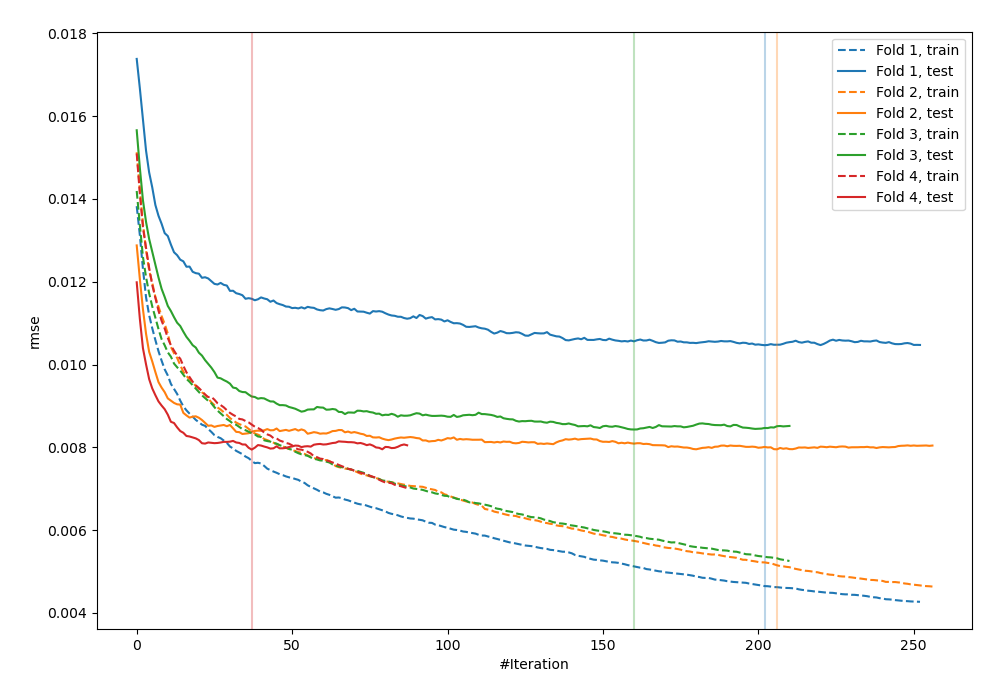 0.018
0.016
0.014
0.012
0.010
0.008
0.006
0.004
rmse
0
50
100
150
200
250
#Iteration
Fold 1, train
Fold 1, test
Fold 2, train
Fold 2, test
Fold 3, train
Fold 3, test
Fold 4, train
Fold 4, test